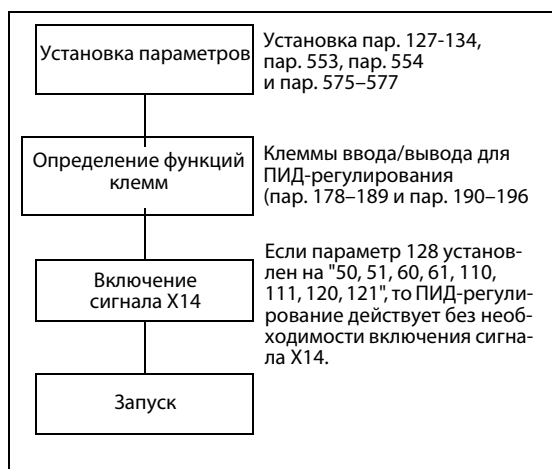 Установка параметров
Установка пар. 127-134,
пар. 553, пар. 554
и пар. 575–577
Определение функций
клемм
Клеммы ввода/вывода для
ПИД-регулирования
(пар. 178–189 и пар. 190–196
Включение
сигнала X14
Если параметр 128 установ-
лен на "50, 51, 60, 61, 110,
111, 120, 121", то ПИД-регули-
рование действует без необ-
ходимости включения сигна-
ла X14.
Запуск